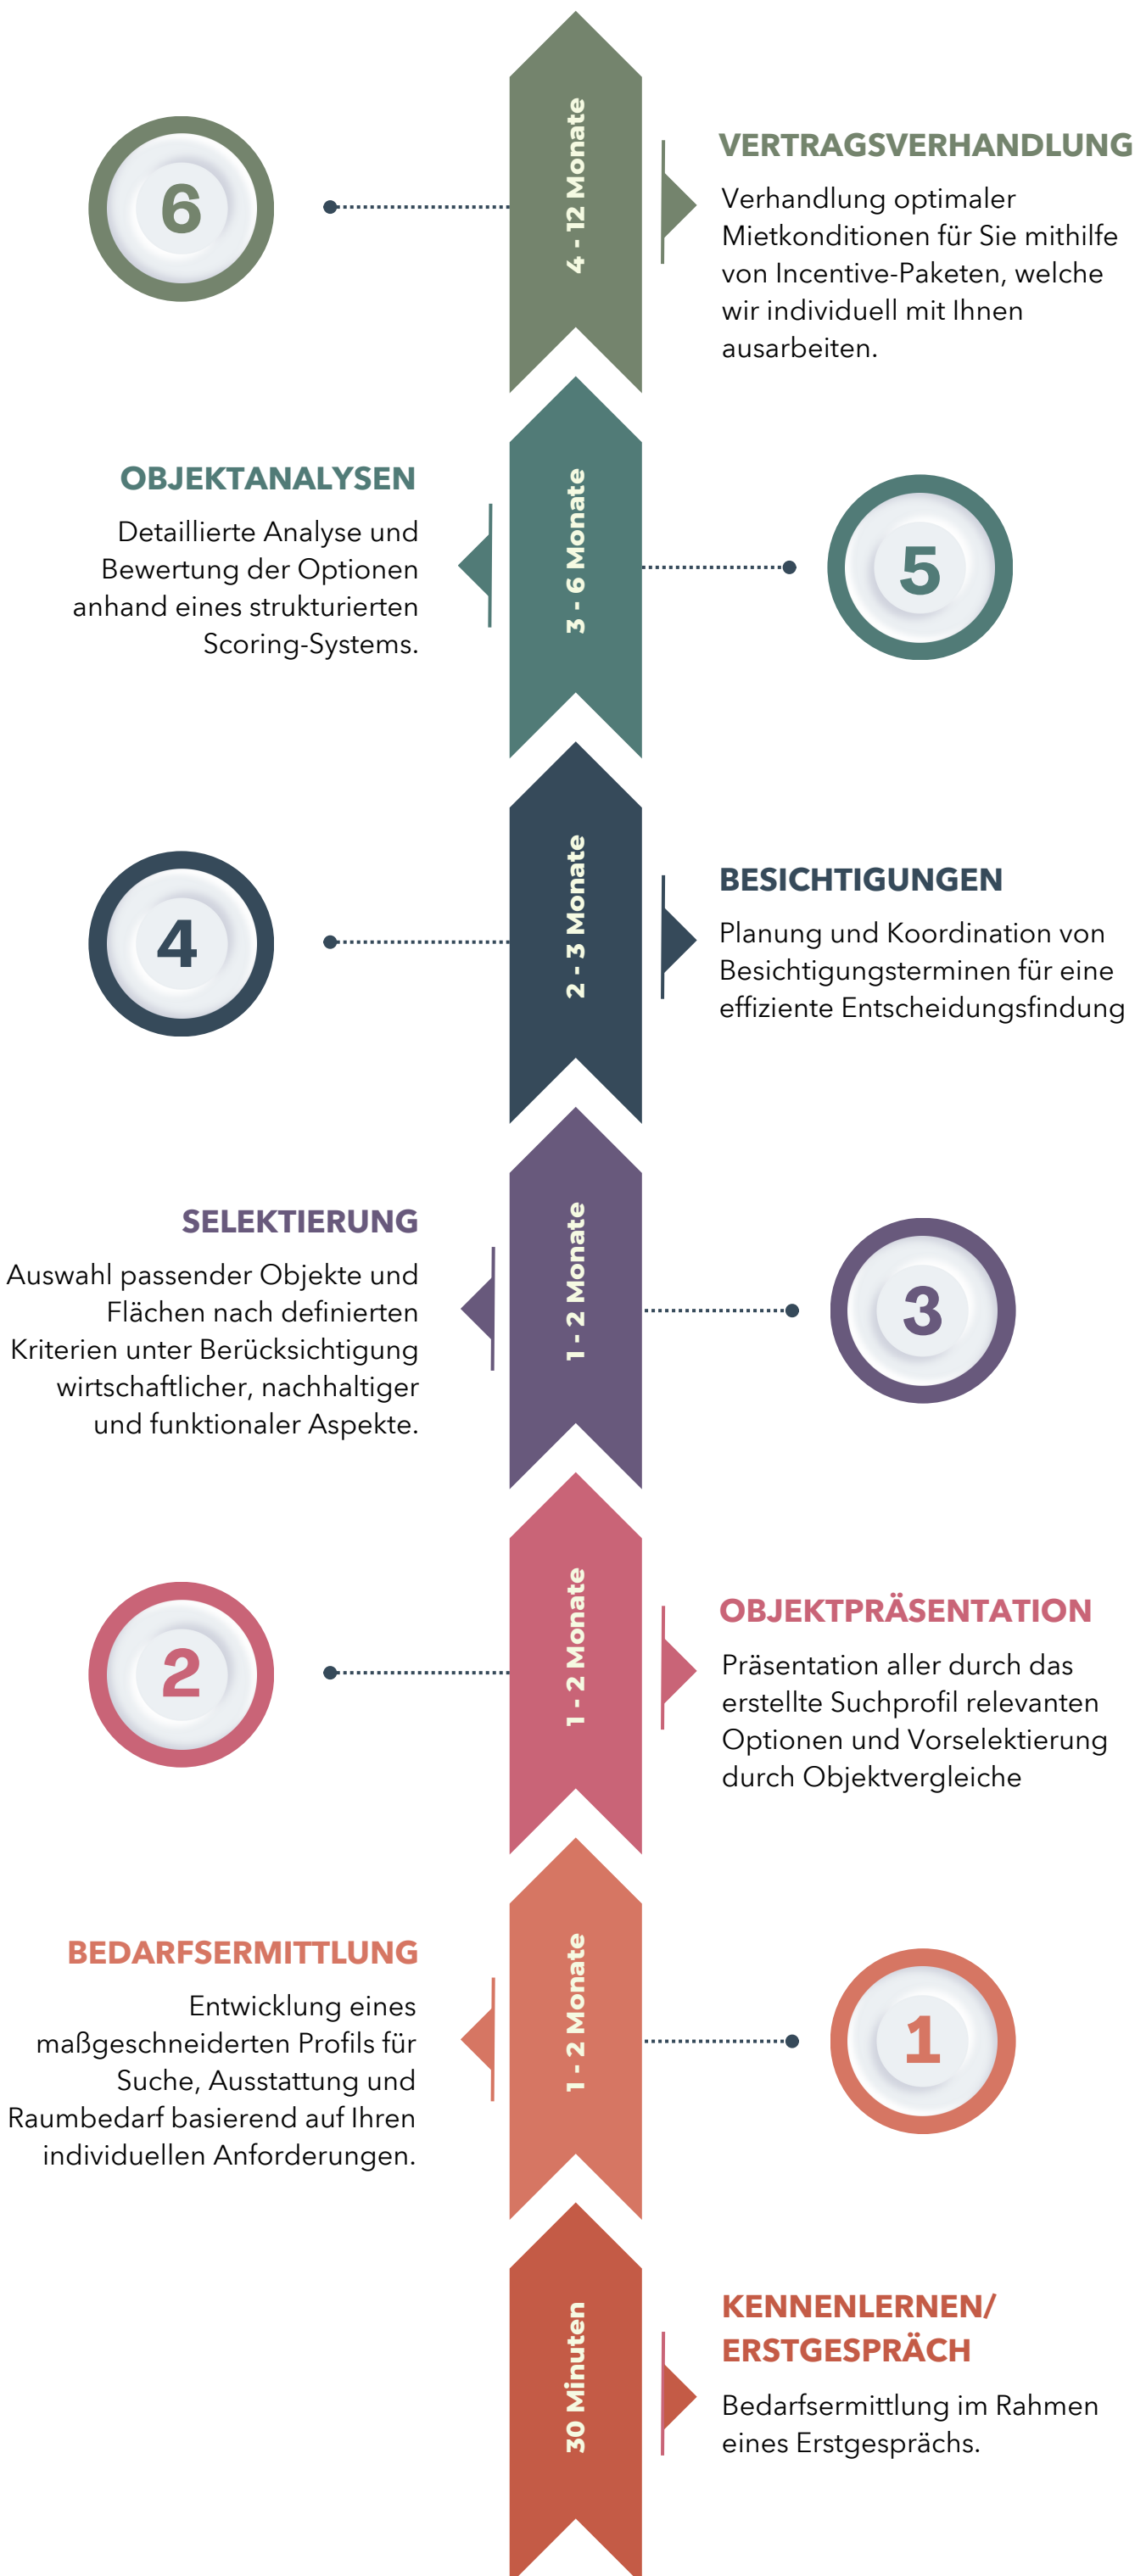 6
4 - 12 Monate
VERTRAGSVERHANDLUNG
Verhandlung optimaler
Mietkonditionen für Sie mithilfe
von Incentive-Paketen, welche
wir individuell mit Ihnen
ausarbeiten.
OBJEKTANALYSEN
Detaillierte Analyse und
Bewertung der Optionen
anhand eines strukturierten
Scoring-Systems.
3 - 6 Monate
5
4
2 - 3 Monate
BESICHTIGUNGEN
Planung und Koordination von
Besichtigungsterminen für eine
effiziente Entscheidungsfindung
SELEKTIERUNG
Auswahl passender Objekte und
Flächen nach definierten
Kriterien unter Berücksichtigung
wirtschaftlicher, nachhaltiger
und funktionaler Aspekte.
1 - 2 Monate
3
2
1 - 2 Monate
OBJEKTPRÄSENTATION
Präsentation aller durch das
erstellte Suchprofil relevanten
Optionen und Vorselektierung
durch Objektvergleiche
BEDARFSERMITTLUNG
Entwicklung eines
maßgeschneiderten Profils für
Suche, Ausstattung und
Raumbedarf basierend auf Ihren
individuellen Anforderungen.
1 - 2 Monate
1
30 Minuten
KENNENLERNEN/
ERSTGESPRÄCH
Bedarfsermittlung im Rahmen
eines Erstgesprächs.